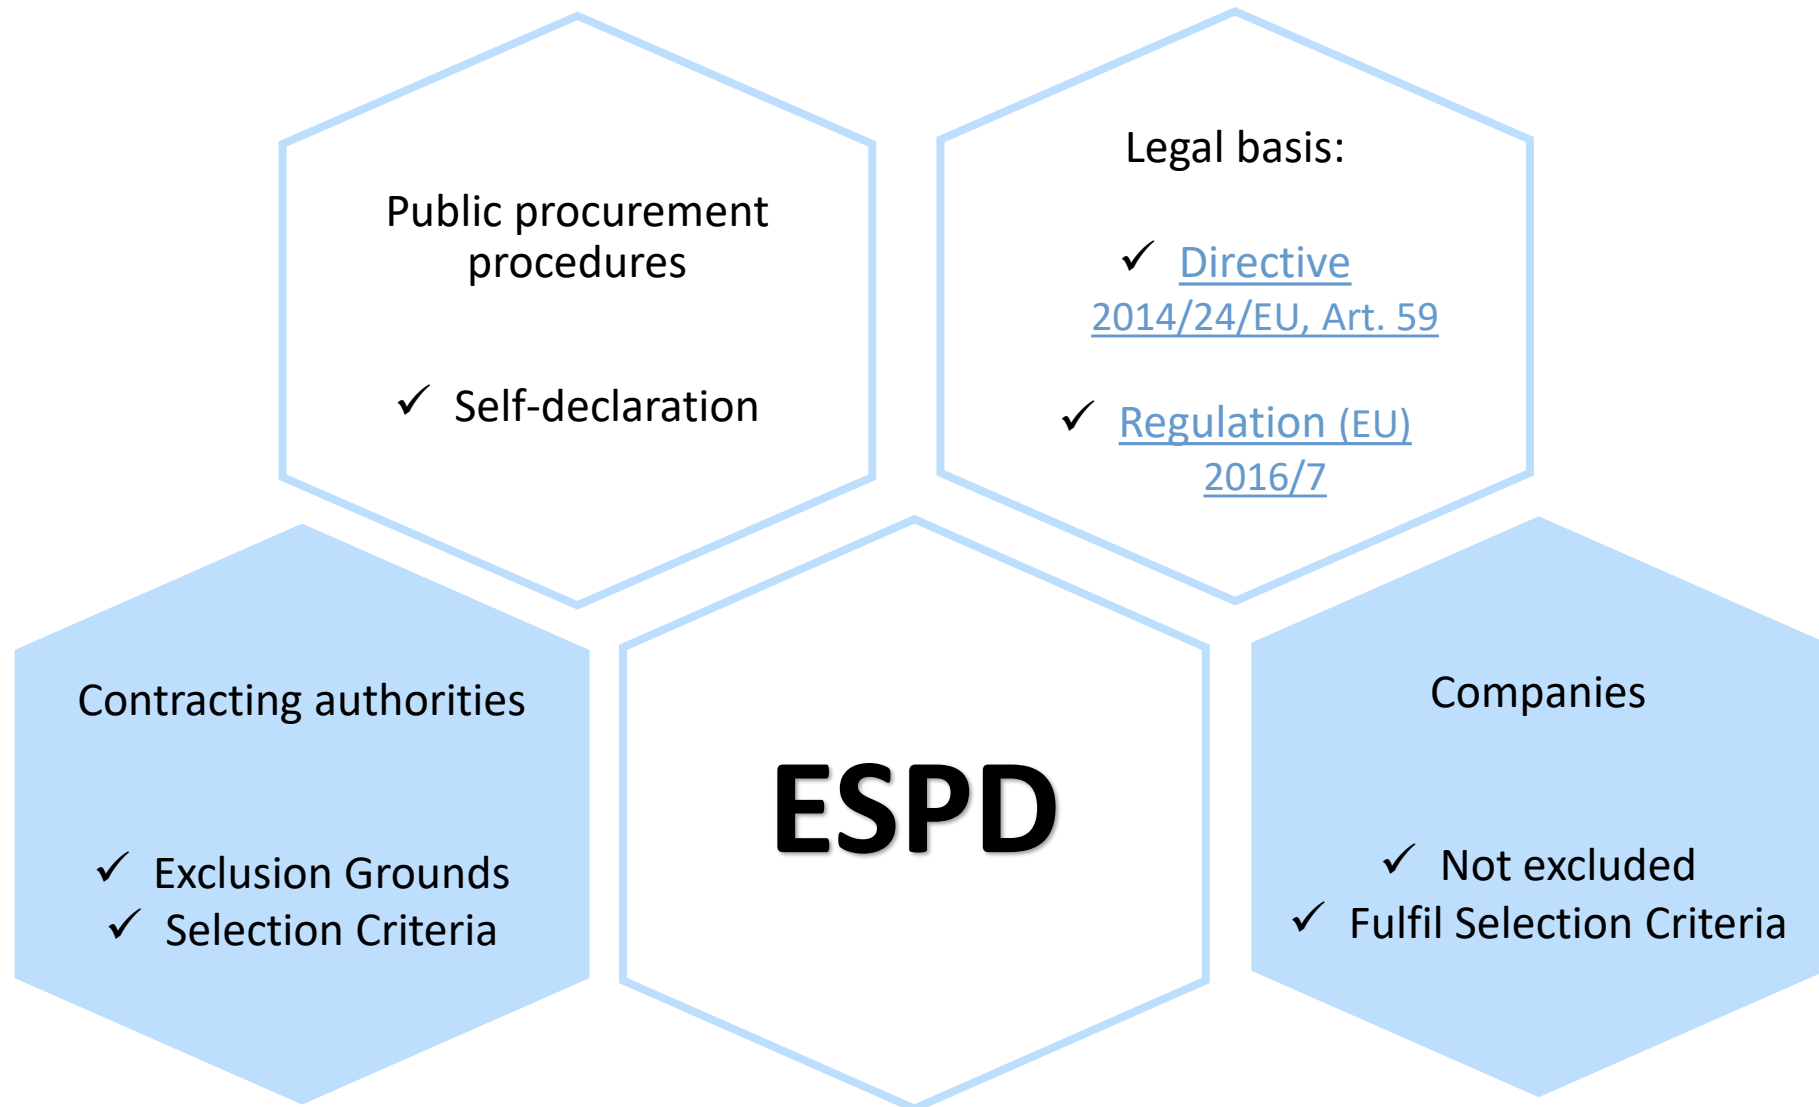 Public procurement
procedures
✓ Self-declaration
Legal basis:
✓ Directive
2014/24/EU, Art. 59
✓ Regulation (EU)
2016/7
Contracting authorities
✓ Exclusion Grounds
✓ Selection Criteria
ESPD
Companies
✓ Not excluded
✓ Fulfil Selection Criteria